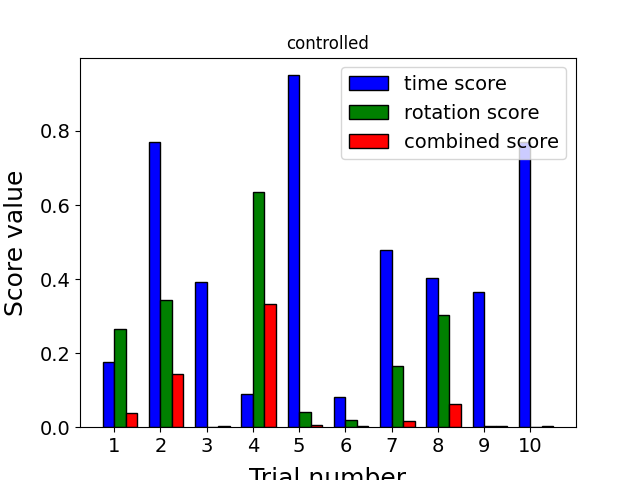 controlled
time score
rotation score
combined score
Score value
0.8
0.6
0.4
0.2
0.0
1 2 3 4 5 6 7 8 9 10
Trial number